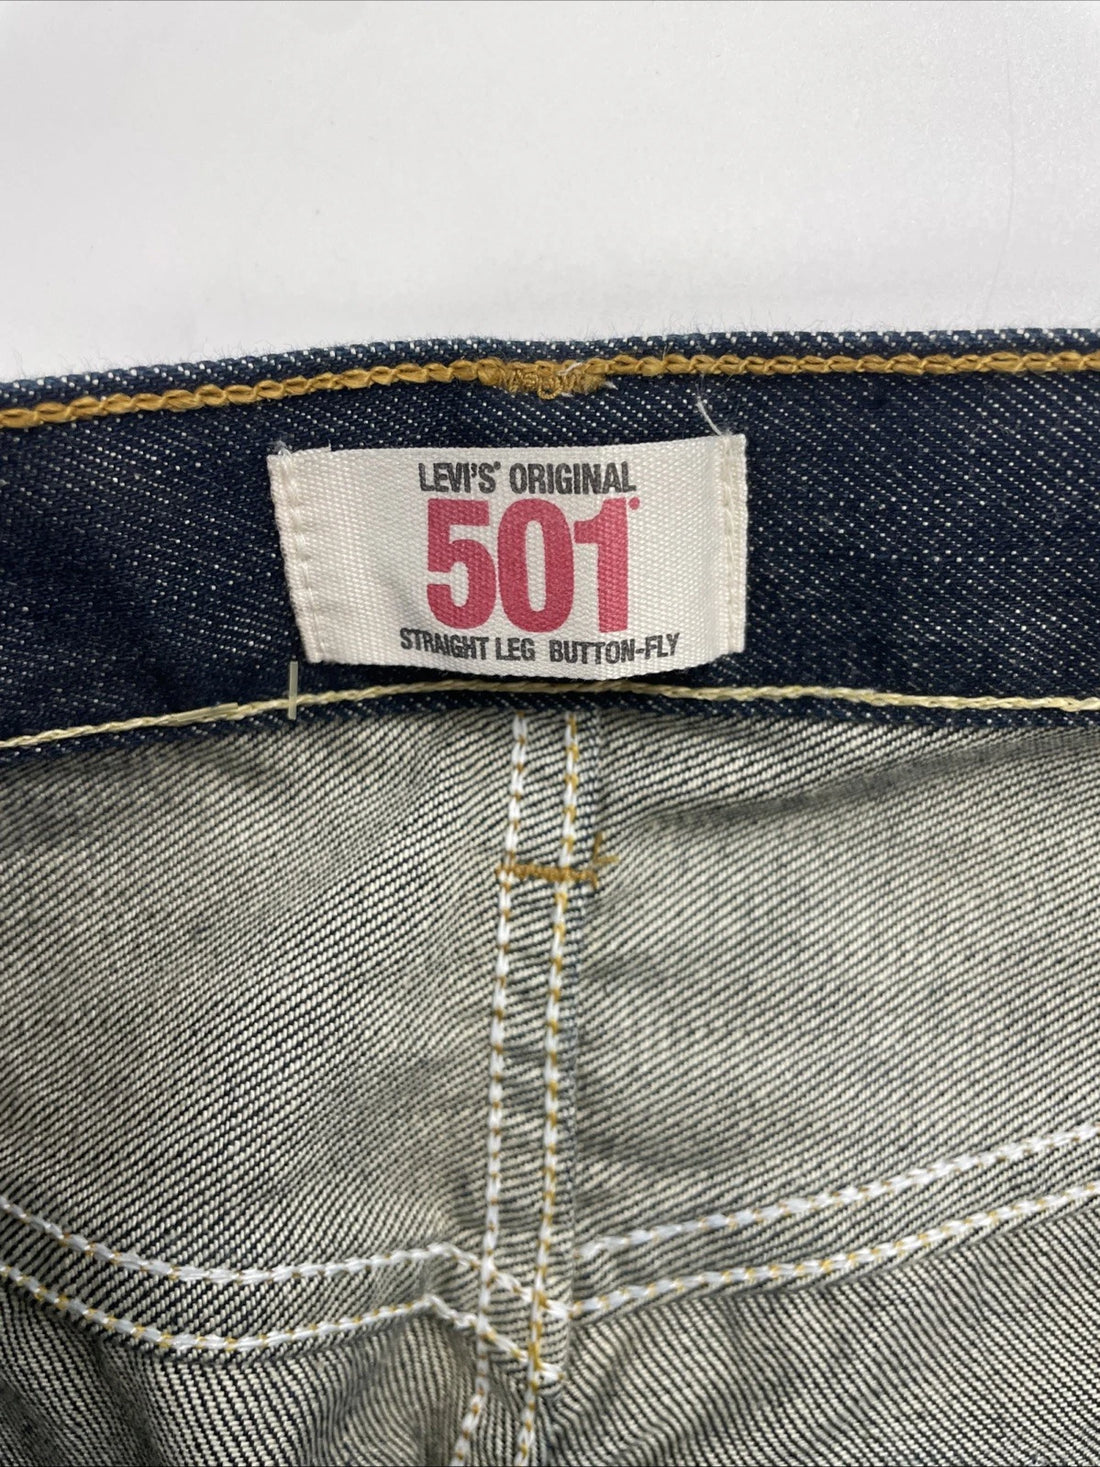 LEVI'S® ORIGINAL
501®
STRAIGHT LEG BUTTON-FLY